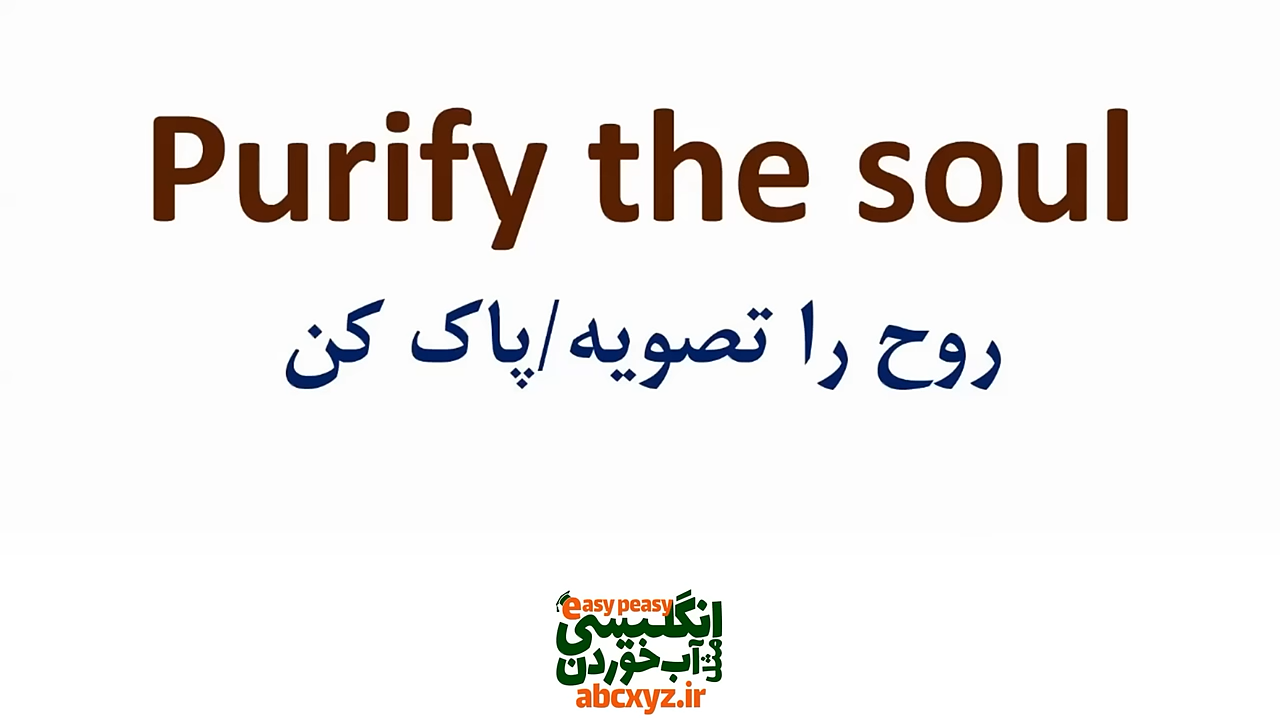 Purify the soul
روح را تصویه/پاک کن
easy peasy
انگلیسی
مثل آب خوردن
abcxyz.ir